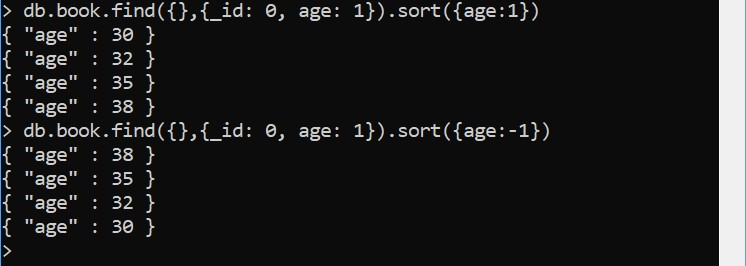 > db.book.find({},{_id: 0, age: 1}).sort({age:1})
{ "age" : 30 }
{ "age" : 32 }
{ "age" : 35 }
{ "age" : 38 }
> db.book.find({},{_id: 0, age: 1}).sort({age:-1})
{ "age" : 38 }
{ "age" : 35 }
{ "age" : 32 }
{ "age" : 30 }
>